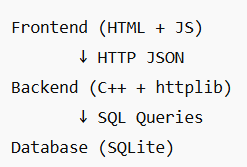 Frontend (HTML + JS)
↓ HTTP JSON
Backend (C++ + httplib)
↓ SQL Queries
Database (SQLite)